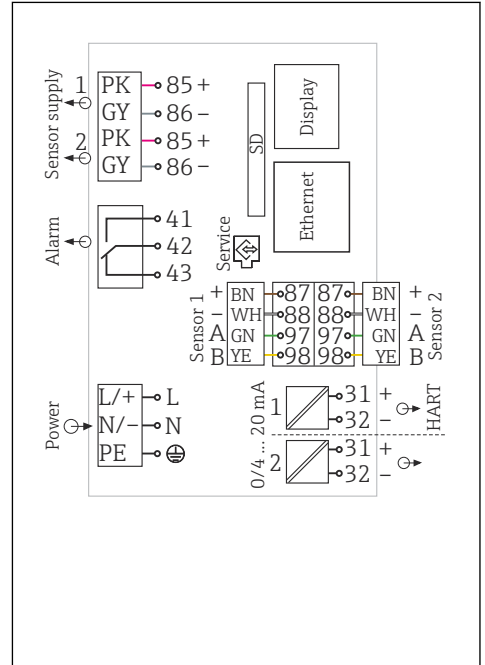 Sensor supply
1 PK 85 +
GY 86 –
2 PK 85 +
GY 86 –
Display
SD
Ethernet
Service
Alarm
41
42
43
Sensor 1
+ BN 87 87 BN +
– WH 88 88 WH –
A GN 97 97 GN A
B YE 98 98 YE B
Sensor 2
Power
L/+ L
N/– N
PE
0/4 ... 20 mA
1 31 +
32 –
HART
2 31 +
32 –